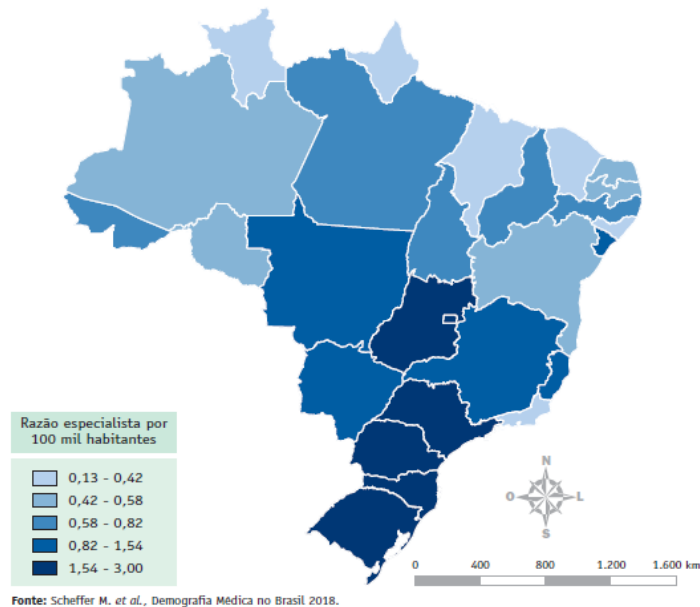 Razão especialista por
100 mil habitantes
0,13 - 0,42
0,42 - 0,58
0,58 - 0,82
0,82 - 1,54
1,54 - 3,00
N
O
L
S
0 400 800 1.200 1.600 km
Fonte: Scheffer M. et al., Demografia Médica no Brasil 2018.